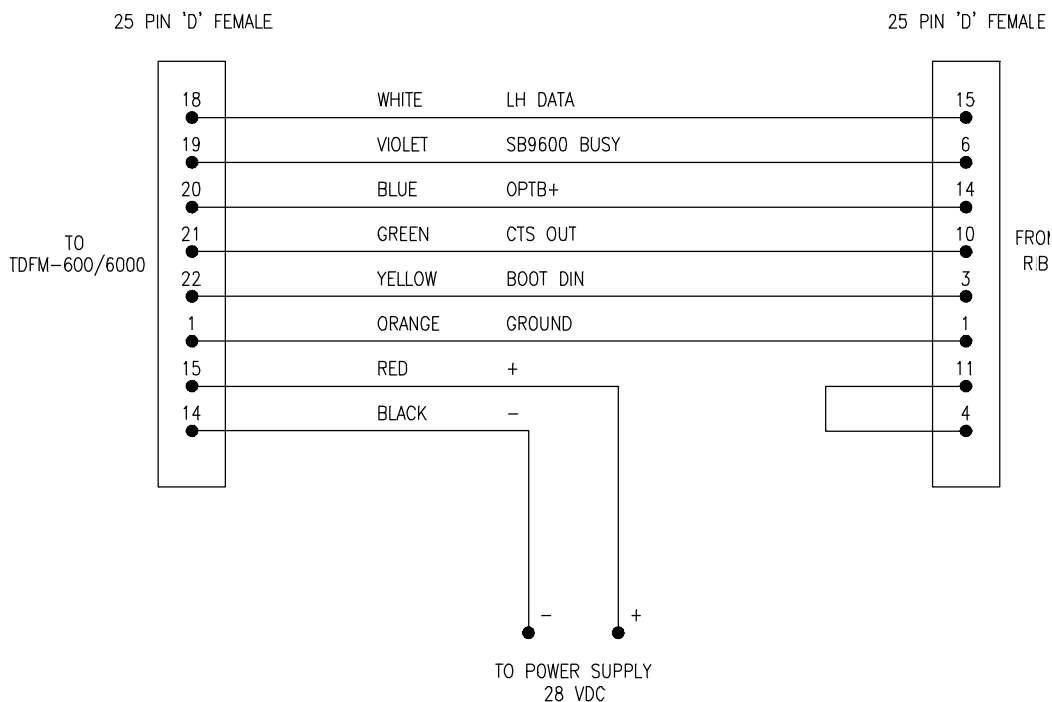 25 PIN 'D' FEMALE 25 PIN 'D' FEMALE
18 WHITE LH DATA 15
19 VIOLET SB9600 BUSY 6
20 BLUE OPTB+ 14
21 GREEN CTS OUT 10
TO
TDFM-600/6000
FROM
RIB
22 YELLOW BOOT DIN 3
1 ORANGE GROUND 1
15 RED + 11
14 BLACK - 4
- +
TO POWER SUPPLY
28 VDC